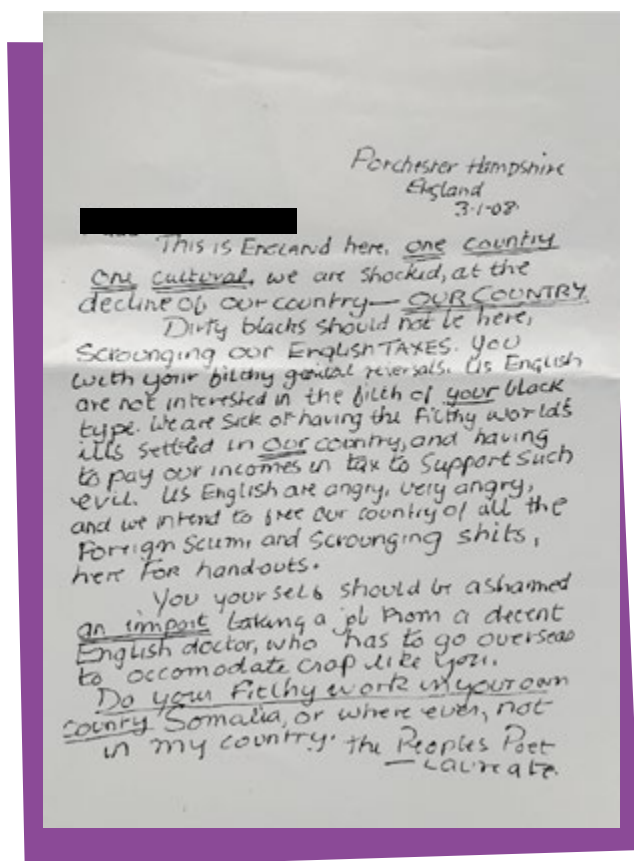 Porchester Hampshire
England
3-1-08
This is England here, one country
one cultural, we are shocked, at the
decline of our country — OUR COUNTRY
Dirty blacks should not be here,
Scrounging our English TAXES. You
with your filthy genital reversals. Us English
are not interested in the filth of your black
type. We are sick of having the filthy world's
ills settled in our country, and having
to pay our incomes in tax to support such
evil. Us English are angry, very angry,
and we intend to free our country of all the
Foreign Scum, and Scrounging shits,
here for handouts.
You your self should be ashamed
an import taking a job from a decent
English doctor, who has to go overseas
to accomodate crap like you.
Do your filthy work in your own
county Somalia, or where ever, not
in my country. the Peoples Poet
— Laureate.